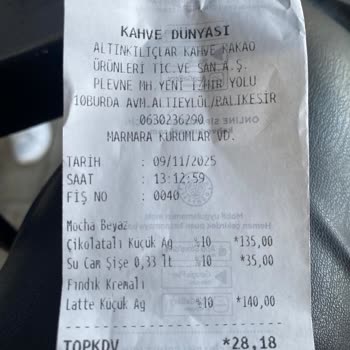 KAHVE DÜNYASI
ALTINKILIÇLAR KAHVE KAKAO
ÜRÜNLERİ TİC.VE SAN.A.Ş.
PLEVNE MH.YENİ İZMİR YOLU
10BURDA AVM.ALTIEYLÜL/BALIKESİR
0630236290
MARMARA KURUMLAR VD.
TARİH : 09/11/2025
SAAT : 13:12:59
FİŞ NO : 0040
Mocha Beyaz
Çikolatalı Küçük Ag %10 *135,00
Su Cam Şişe 0,33 lt %10 *35,00
Fındık Kremalı
Latte Küçük Ag %10 *140,00
TOPKDV *28,18